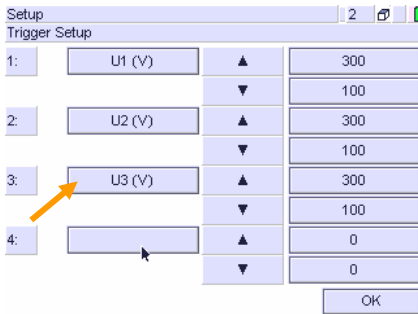 Setup 2
Trigger Setup
1: U1 (V) ▲ 300
▼ 100
2: U2 (V) ▲ 300
▼ 100
3: U3 (V) ▲ 300
▼ 100
4: ▲ 0
▼ 0
OK